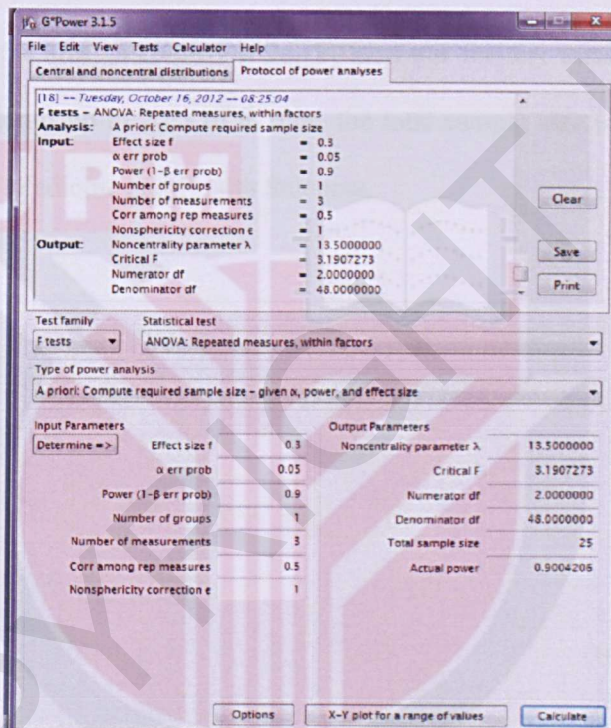 G*Power 3.1.5
File Edit View Tests Calculator Help
Central and noncentral distributions Protocol of power analyses
[18] -- Tuesday, October 16, 2012 -- 08:25:04
F tests - ANOVA: Repeated measures, within factors
Analysis: A priori: Compute required sample size
Input: Effect size f = 0.3
α err prob = 0.05
Power (1-β err prob) = 0.9
Number of groups = 1
Number of measurements = 3
Corr among rep measures = 0.5
Nonsphericity correction ε = 1
Output: Noncentrality parameter λ = 13.5000000
Critical F = 3.1907273
Numerator df = 2.0000000
Denominator df = 48.0000000
Clear
Save
Print
Test family Statistical test
F tests ANOVA: Repeated measures, within factors
Type of power analysis
A priori: Compute required sample size - given α, power, and effect size
Input Parameters Output Parameters
Determine => Effect size f 0.3 Noncentrality parameter λ 13.5000000
α err prob 0.05 Critical F 3.1907273
Power (1-β err prob) 0.9 Numerator df 2.0000000
Number of groups 1 Denominator df 48.0000000
Number of measurements 3 Total sample size 25
Corr among rep measures 0.5 Actual power 0.9004206
Nonsphericity correction ε 1
Options X-Y plot for a range of values Calculate